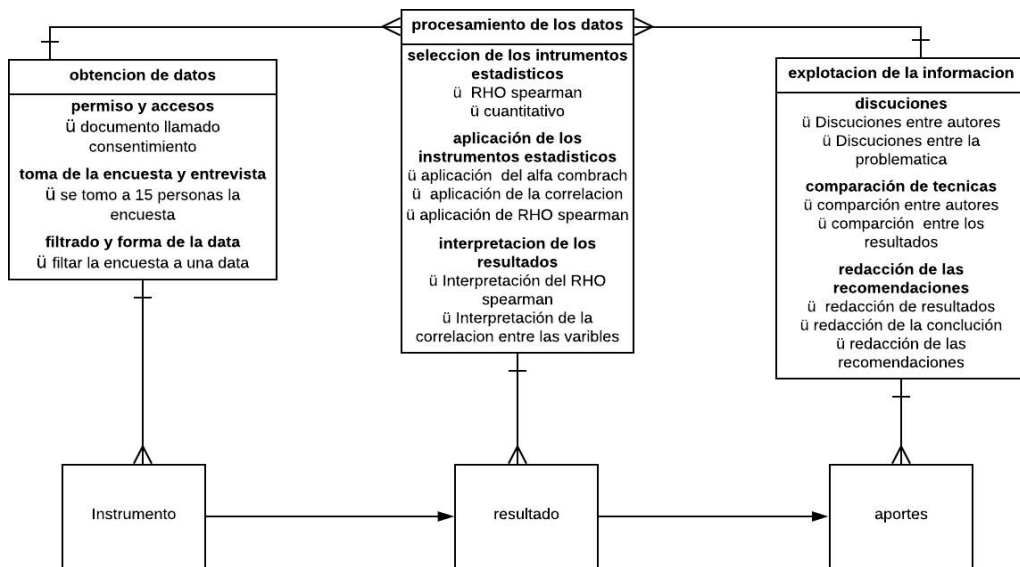 obtencion de datos
permiso y accesos
ü documento llamado
consentimiento
toma de la encuesta y entrevista
ü se tomo a 15 personas la
encuesta
filtrado y forma de la data
ü filtar la encuesta a una data
procesamiento de los datos
seleccion de los intrumentos
estadisticos
ü RHO spearman
ü cuantitativo
aplicación de los
instrumentos estadisticos
ü aplicación del alfa combrach
ü aplicación de la correlacion
ü aplicación de RHO spearman
interpretacion de los
resultados
ü Interpretación del RHO
spearman
ü Interpretación de la
correlacion entre las varibles
explotacion de la informacion
discuciones
ü Discuciones entre autores
ü Discuciones entre la
problematica
comparación de tecnicas
ü comparción entre autores
ü comparción entre los
resultados
redacción de las
recomendaciones
ü redacción de resultados
ü redacción de la conclución
ü redacción de las
recomendaciones
Instrumento
resultado
aportes